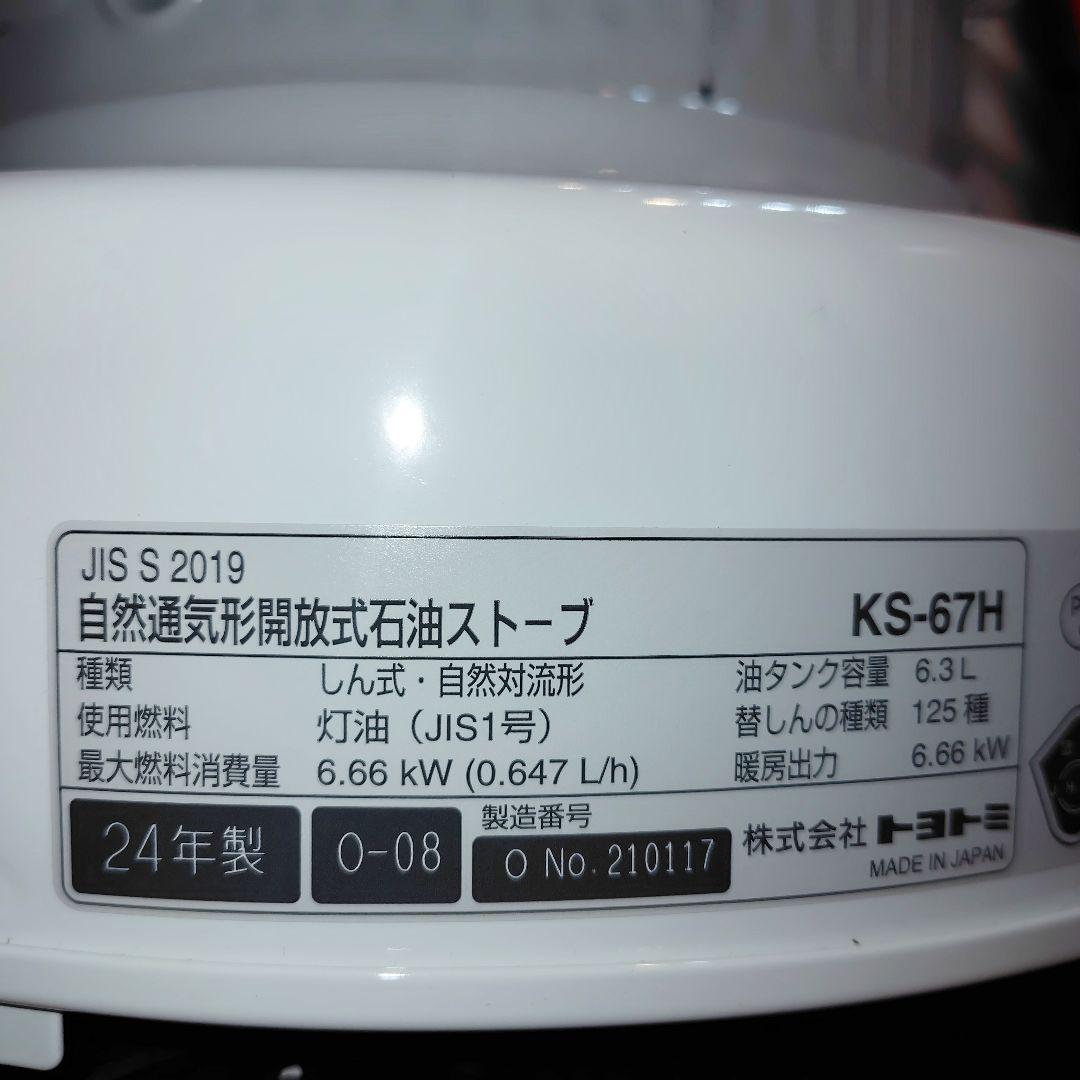 JIS S 2019
自然通気形開放式石油ストーブ KS-67H
種類 しん式・自然対流形 油タンク容量 6.3 L
使用燃料 灯油（JIS1号） 替しんの種類 125 種
最大燃料消費量 6.66 kW (0.647 L/h) 暖房出力 6.66 kW
24年製 O-08 製造番号 O No.210117 株式会社 トヨトミ
MADE IN JAPAN